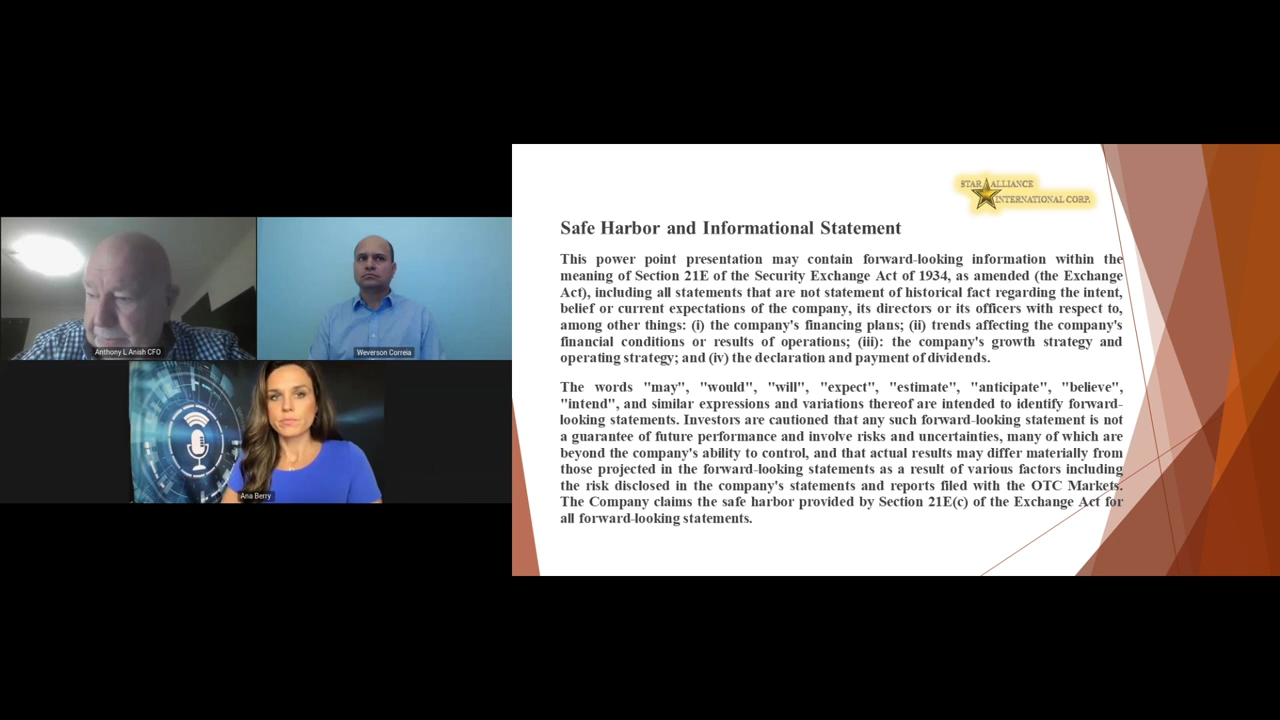 Anthony L Anish CFO
Weverson Correia
Ana Berry
STAR ALLIANCE
INTERNATIONAL CORP.
Safe Harbor and Informational Statement
This power point presentation may contain forward-looking information within the
meaning of Section 21E of the Security Exchange Act of 1934, as amended (the Exchange
Act), including all statements that are not statement of historical fact regarding the intent,
belief or current expectations of the company, its directors or its officers with respect to,
among other things: (i) the company's financing plans; (ii) trends affecting the company's
financial conditions or results of operations; (iii): the company's growth strategy and
operating strategy; and (iv) the declaration and payment of dividends.
The words "may", "would", "will", "expect", "estimate", "anticipate", "believe",
"intend", and similar expressions and variations thereof are intended to identify forward-
looking statements. Investors are cautioned that any such forward-looking statement is not
a guarantee of future performance and involve risks and uncertainties, many of which are
beyond the company's ability to control, and that actual results may differ materially from
those projected in the forward-looking statements as a result of various factors including
the risk disclosed in the company's statements and reports filed with the OTC Markets.
The Company claims the safe harbor provided by Section 21E(c) of the Exchange Act for
all forward-looking statements.